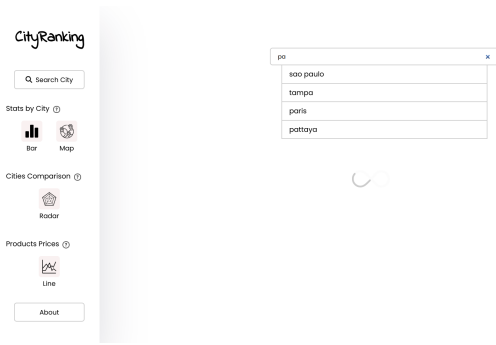 CityRanking
Search City
Stats by City ?
Bar Map
Cities Comparison ?
Radar
Products Prices ?
Line
About
pa ×
sao paulo
tampa
paris
pattaya